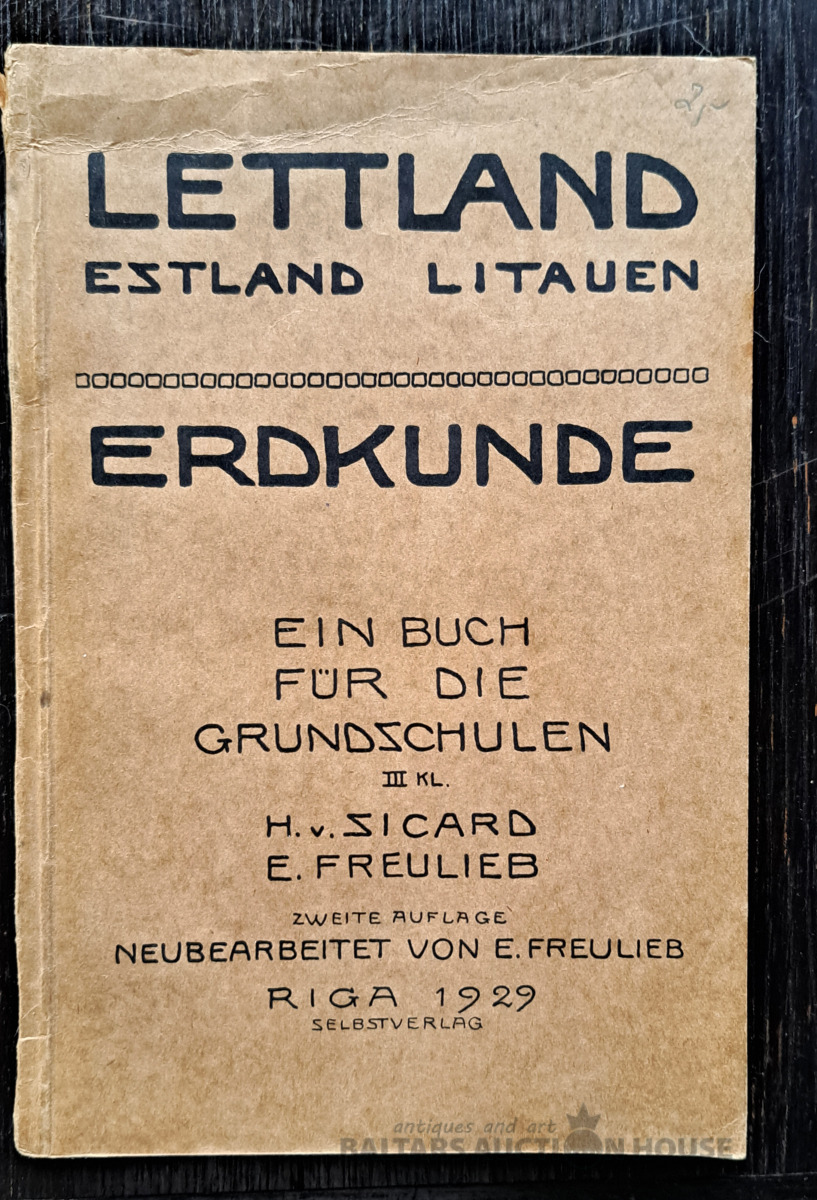 LETTLAND
ESTLAND LITAUEN
ERDKUNDE
EIN BUCH
FÜR DIE
GRUNDSCHULEN
III KL.
H. v. SICARD
E. FREULIEB
ZWEITE AUFLAGE
NEUBEARBEITET VON E. FREULIEB
RIGA 1929
SELBSTVERLAG
antiques and art
BALTARS AUCTION HOUSE